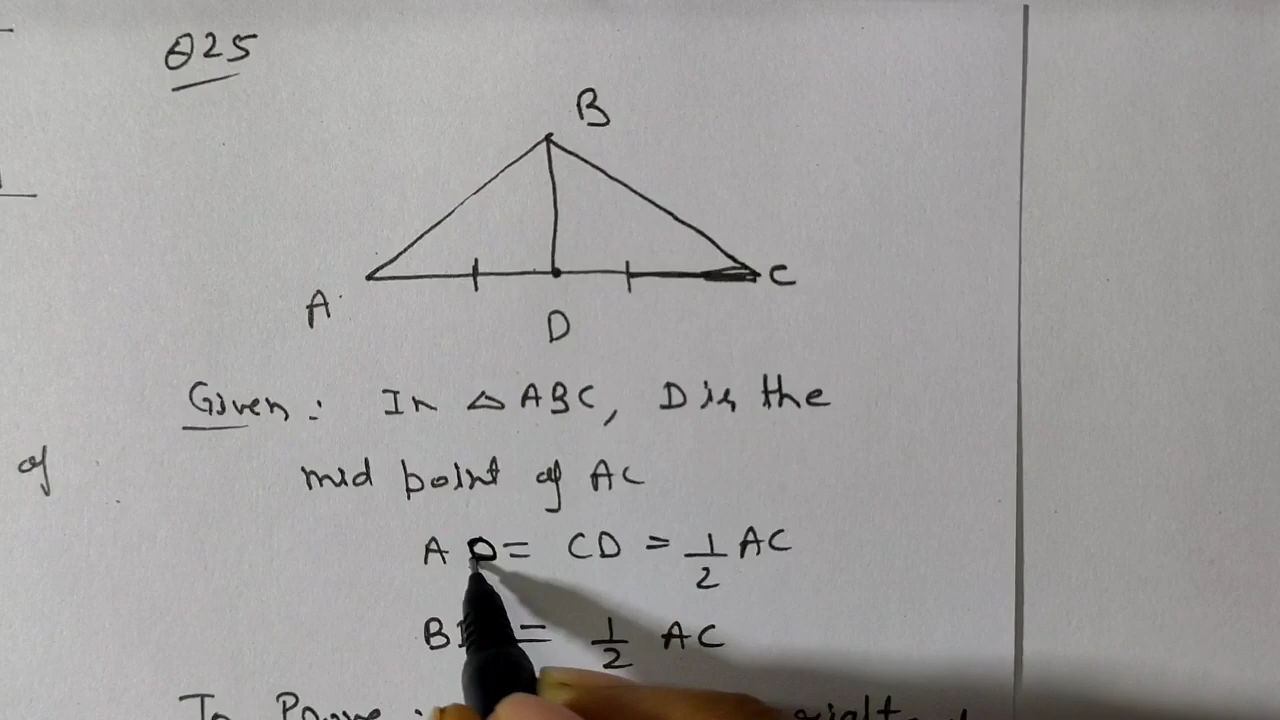 Q25
B
A
D
C
Given : In △ABC, D is the
of
mid point of AC
AD = CD = 1/2 AC
= 1/2 AC
To Prove :